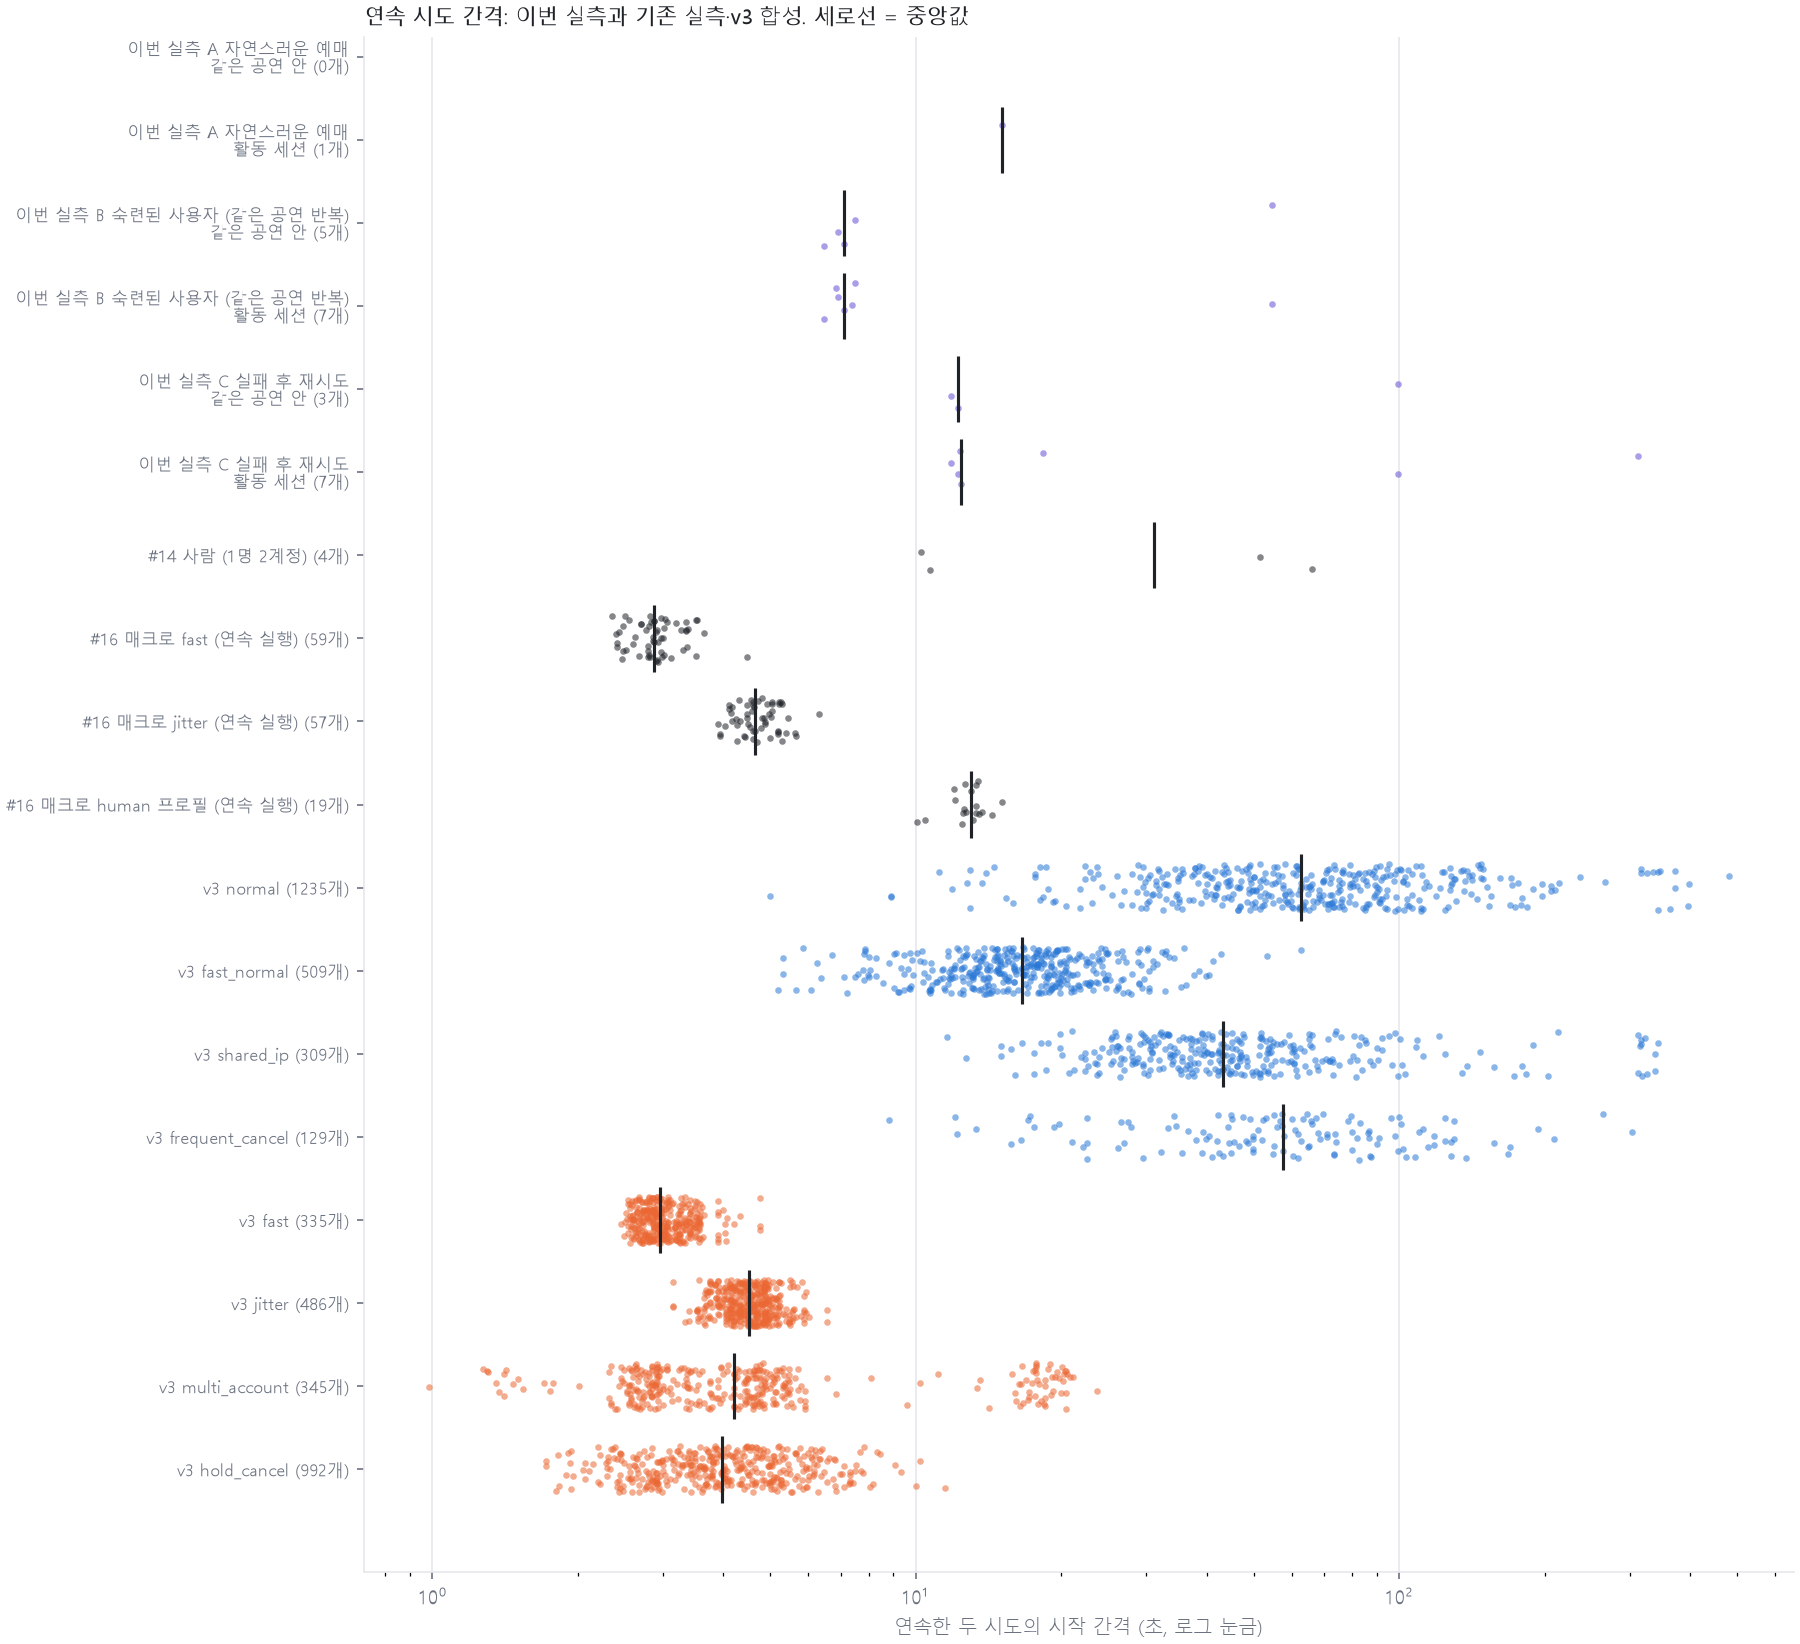 연속 시도 간격: 이번 실측과 기존 실측·v3 합성. 세로선 = 중앙값
이번 실측 A 자연스러운 예매
같은 공연 안 (0개)
이번 실측 A 자연스러운 예매
활동 세션 (1개)
이번 실측 B 숙련된 사용자 (같은 공연 반복)
같은 공연 안 (5개)
이번 실측 B 숙련된 사용자 (같은 공연 반복)
활동 세션 (7개)
이번 실측 C 실패 후 재시도
같은 공연 안 (3개)
이번 실측 C 실패 후 재시도
활동 세션 (7개)
#14 사람 (1명 2계정) (4개)
#16 매크로 fast (연속 실행) (59개)
#16 매크로 jitter (연속 실행) (57개)
#16 매크로 human 프로필 (연속 실행) (19개)
v3 normal (1235개)
v3 fast_normal (509개)
v3 shared_ip (309개)
v3 frequent_cancel (129개)
v3 fast (335개)
v3 jitter (486개)
v3 multi_account (345개)
v3 hold_cancel (992개)
10⁰ 10¹ 10²
연속한 두 시도의 시작 간격 (초, 로그 눈금)